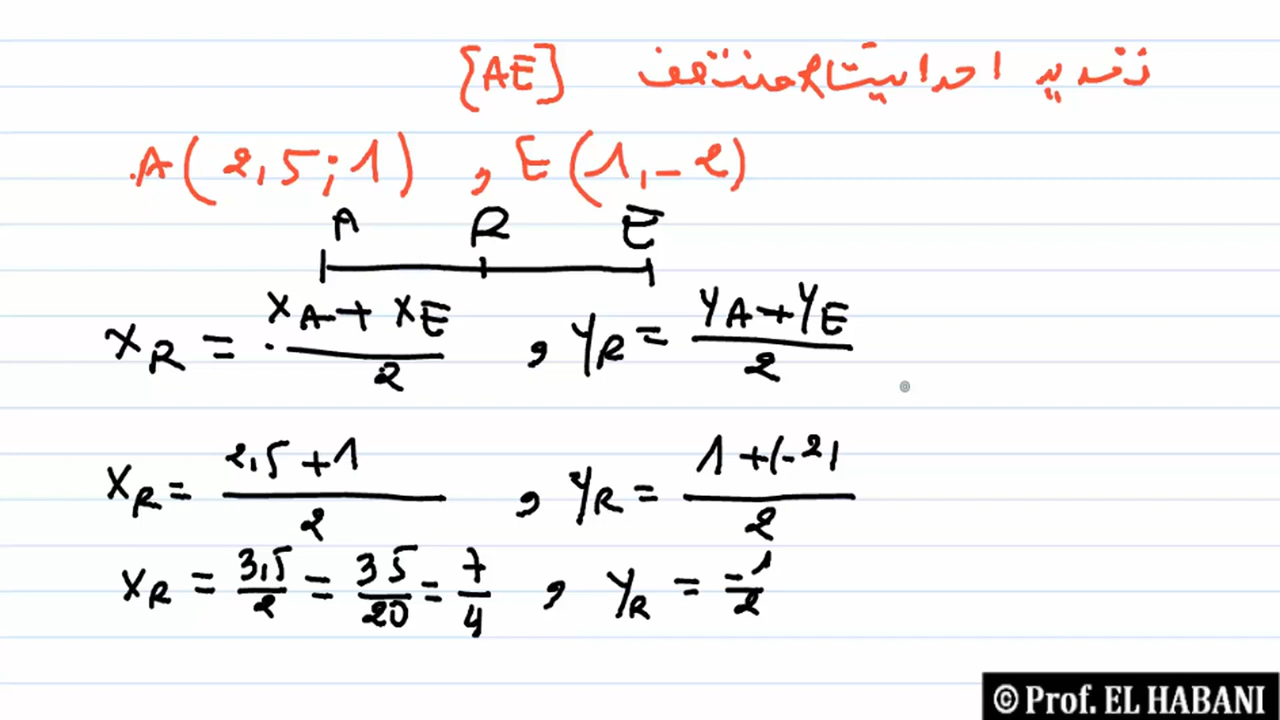 تحديد احداثيتا R منتصف [AE]
A(2,5;1) , E(1,-2)
A R E
x_R = (x_A + x_E)/2 , y_R = (y_A + y_E)/2
x_R = (2,5 + 1)/2 , y_R = (1 + (-2))/2
x_R = 3,5/2 = 35/20 = 7/4 , y_R = -1/2
© Prof. EL HABANI